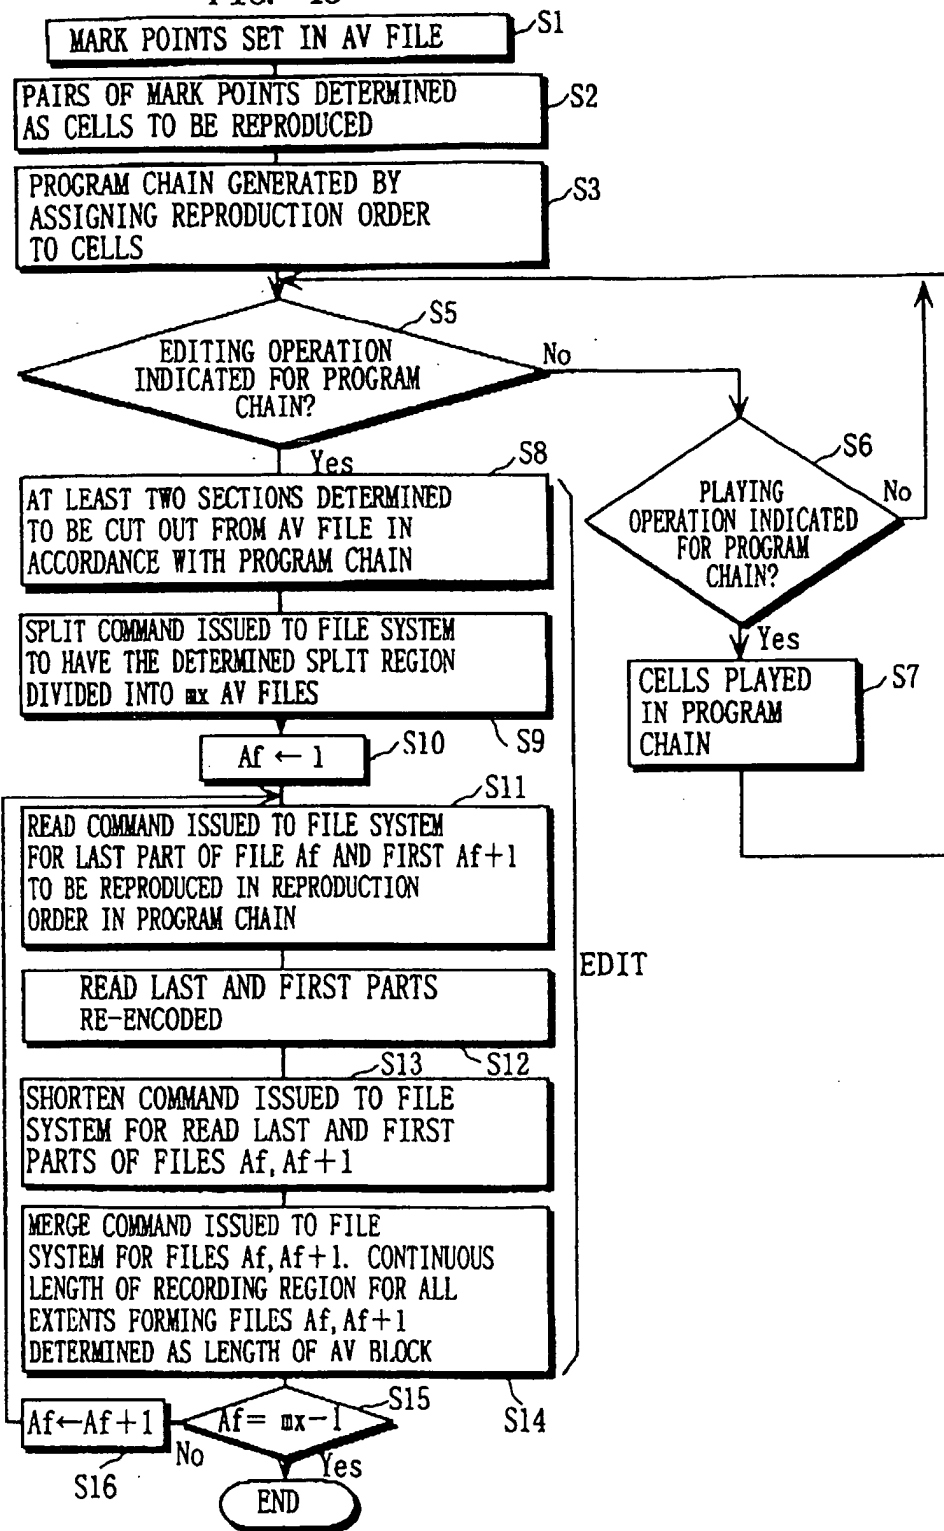 MARK POINTS SET IN AV FILE
S1
PAIRS OF MARK POINTS DETERMINED
AS CELLS TO BE REPRODUCED
S2
PROGRAM CHAIN GENERATED BY
ASSIGNING REPRODUCTION ORDER
TO CELLS
S3
S5
EDITING OPERATION
INDICATED FOR PROGRAM
CHAIN?
No
Yes
S6
PLAYING
OPERATION INDICATED
FOR PROGRAM
CHAIN?
No
Yes
CELLS PLAYED
IN PROGRAM
CHAIN
S7
S8
AT LEAST TWO SECTIONS DETERMINED
TO BE CUT OUT FROM AV FILE IN
ACCORDANCE WITH PROGRAM CHAIN
SPLIT COMMAND ISSUED TO FILE SYSTEM
TO HAVE THE DETERMINED SPLIT REGION
DIVIDED INTO mx AV FILES
S9
Af ← 1
S10
S11
READ COMMAND ISSUED TO FILE SYSTEM
FOR LAST PART OF FILE Af AND FIRST Af+1
TO BE REPRODUCED IN REPRODUCTION
ORDER IN PROGRAM CHAIN
EDIT
READ LAST AND FIRST PARTS
RE-ENCODED
S12
S13
SHORTEN COMMAND ISSUED TO FILE
SYSTEM FOR READ LAST AND FIRST
PARTS OF FILES Af, Af+1
MERGE COMMAND ISSUED TO FILE
SYSTEM FOR FILES Af, Af+1. CONTINUOUS
LENGTH OF RECORDING REGION FOR ALL
EXTENTS FORMING FILES Af, Af+1
DETERMINED AS LENGTH OF AV BLOCK
S14
S15
Af= mx-1
Af←Af+1
No
S16
Yes
END